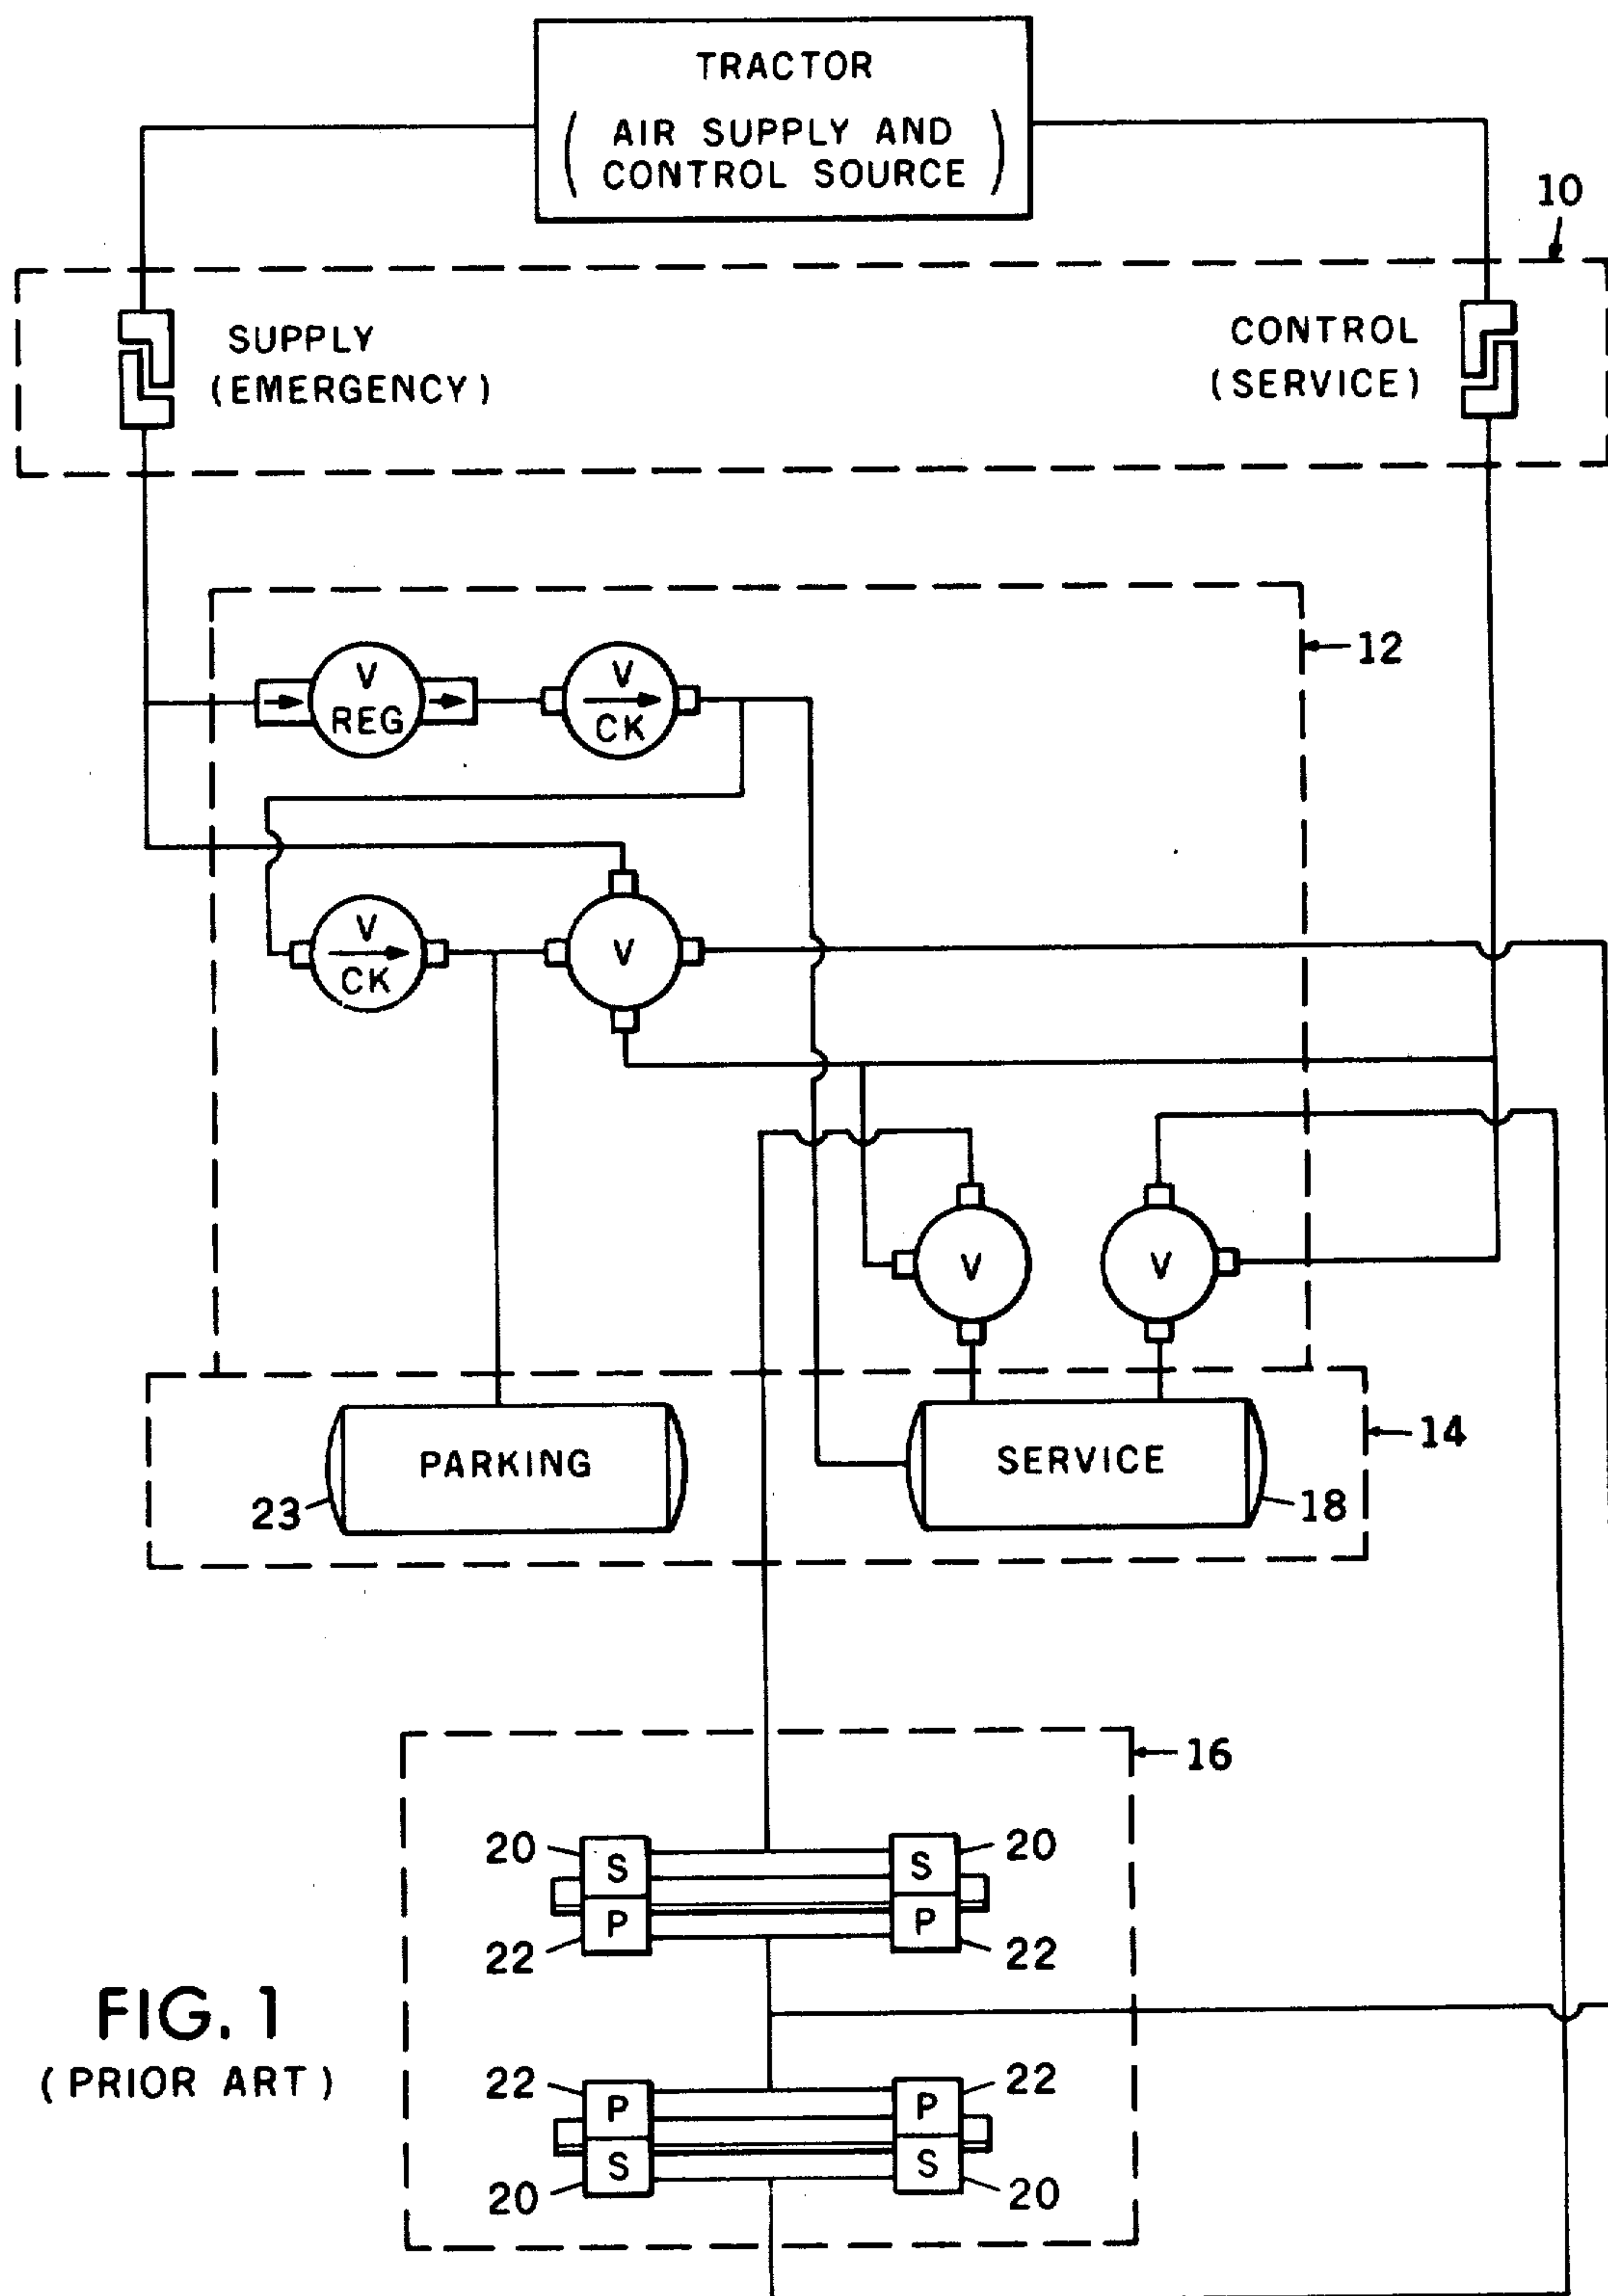 TRACTOR
( AIR SUPPLY AND
CONTROL SOURCE )
10
SUPPLY
(EMERGENCY)
CONTROL
(SERVICE)
12
V
REG
V
CK
V
CK
V
V
V
14
PARKING
SERVICE
23
18
16
20
S
S
20
22
P
P
22
FIG. 1
(PRIOR ART)
22
P
P
22
20
S
S
20